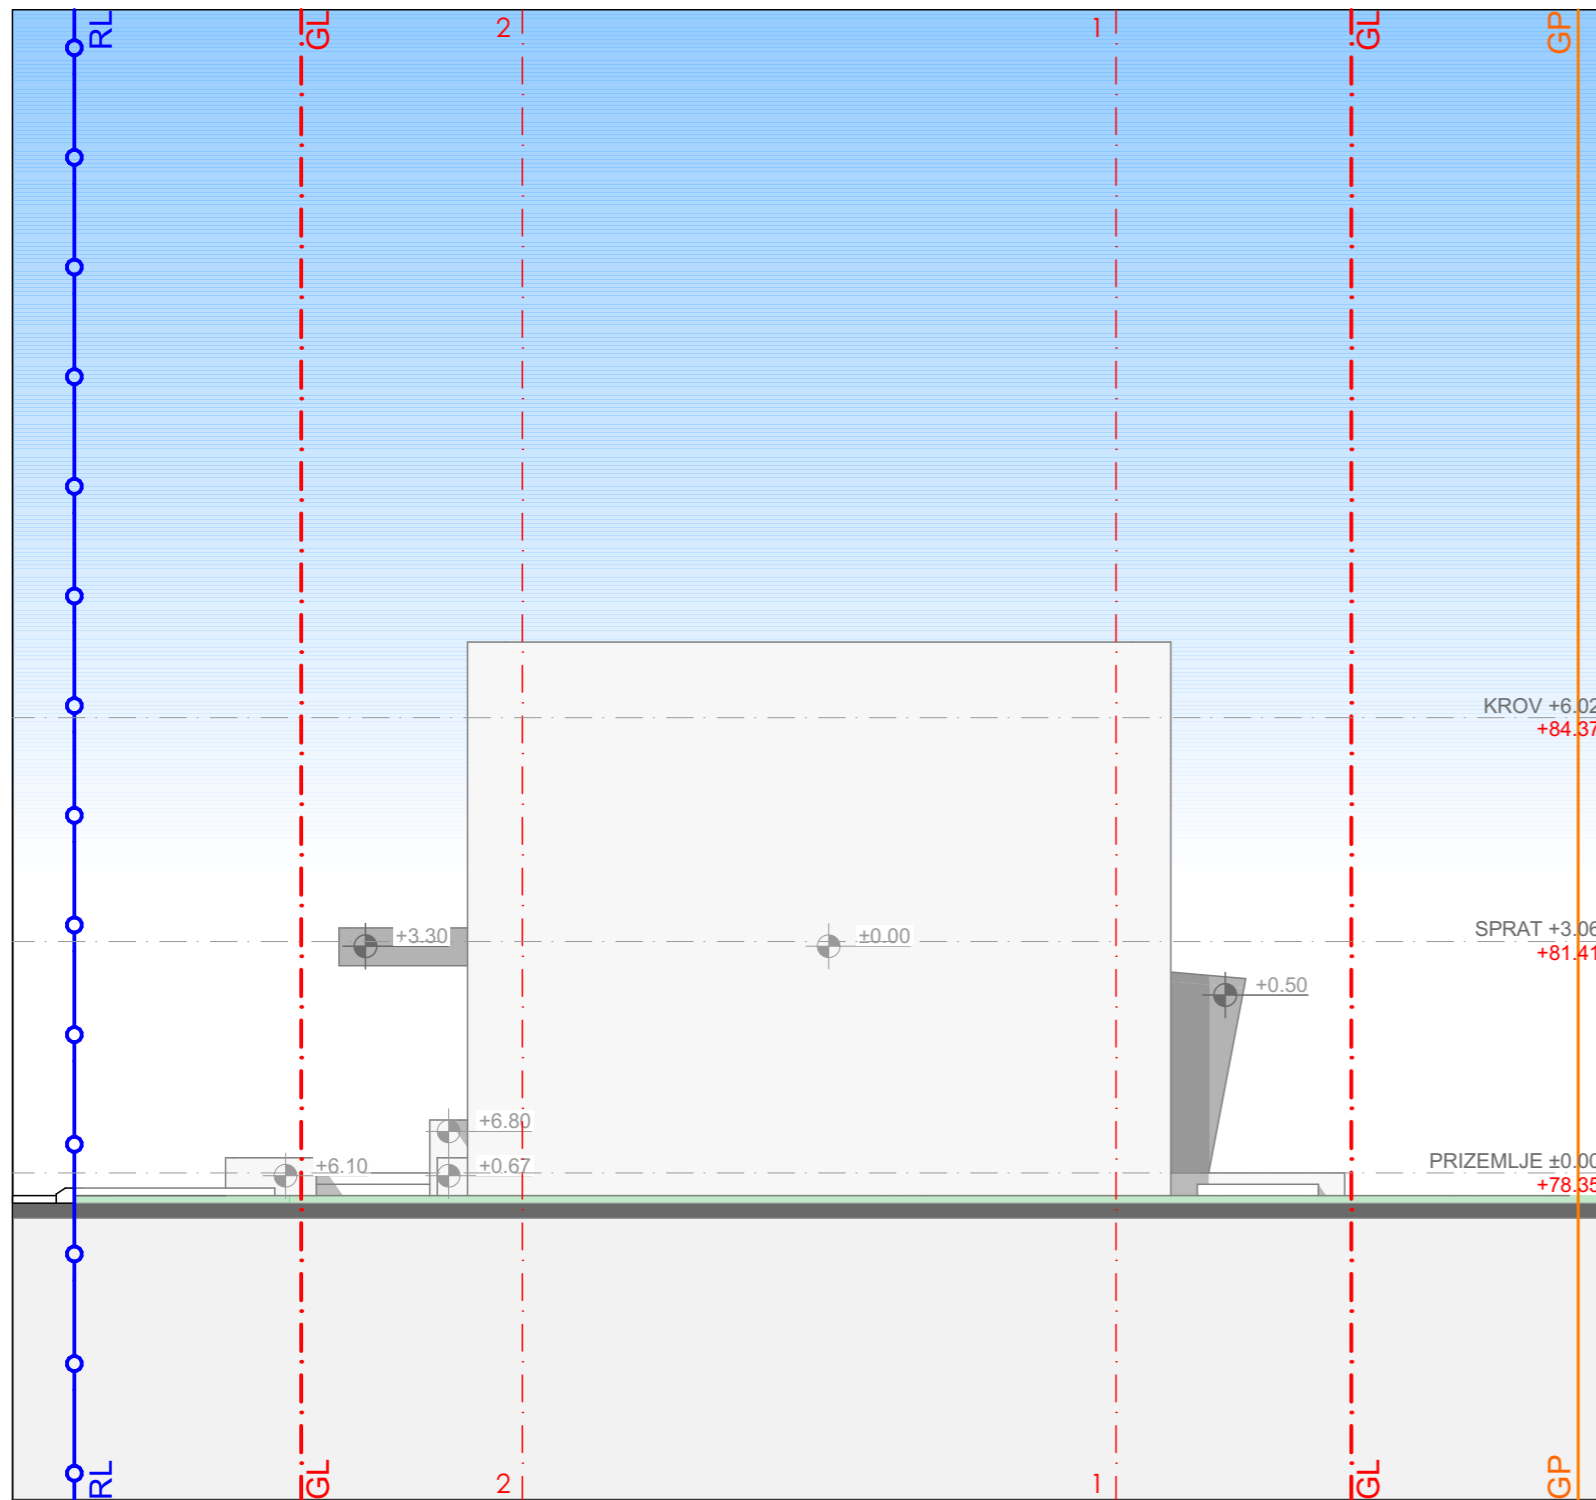 RL
GL
2
1
GL
GP
KROV +6.02
+84.37
+3.30
±0.00
SPRAT +3.06
+81.41
+0.50
+6.80
+6.10
+0.67
PRIZEMLJE ±0.00
+78.35
RL
GL
2
1
GL
GP